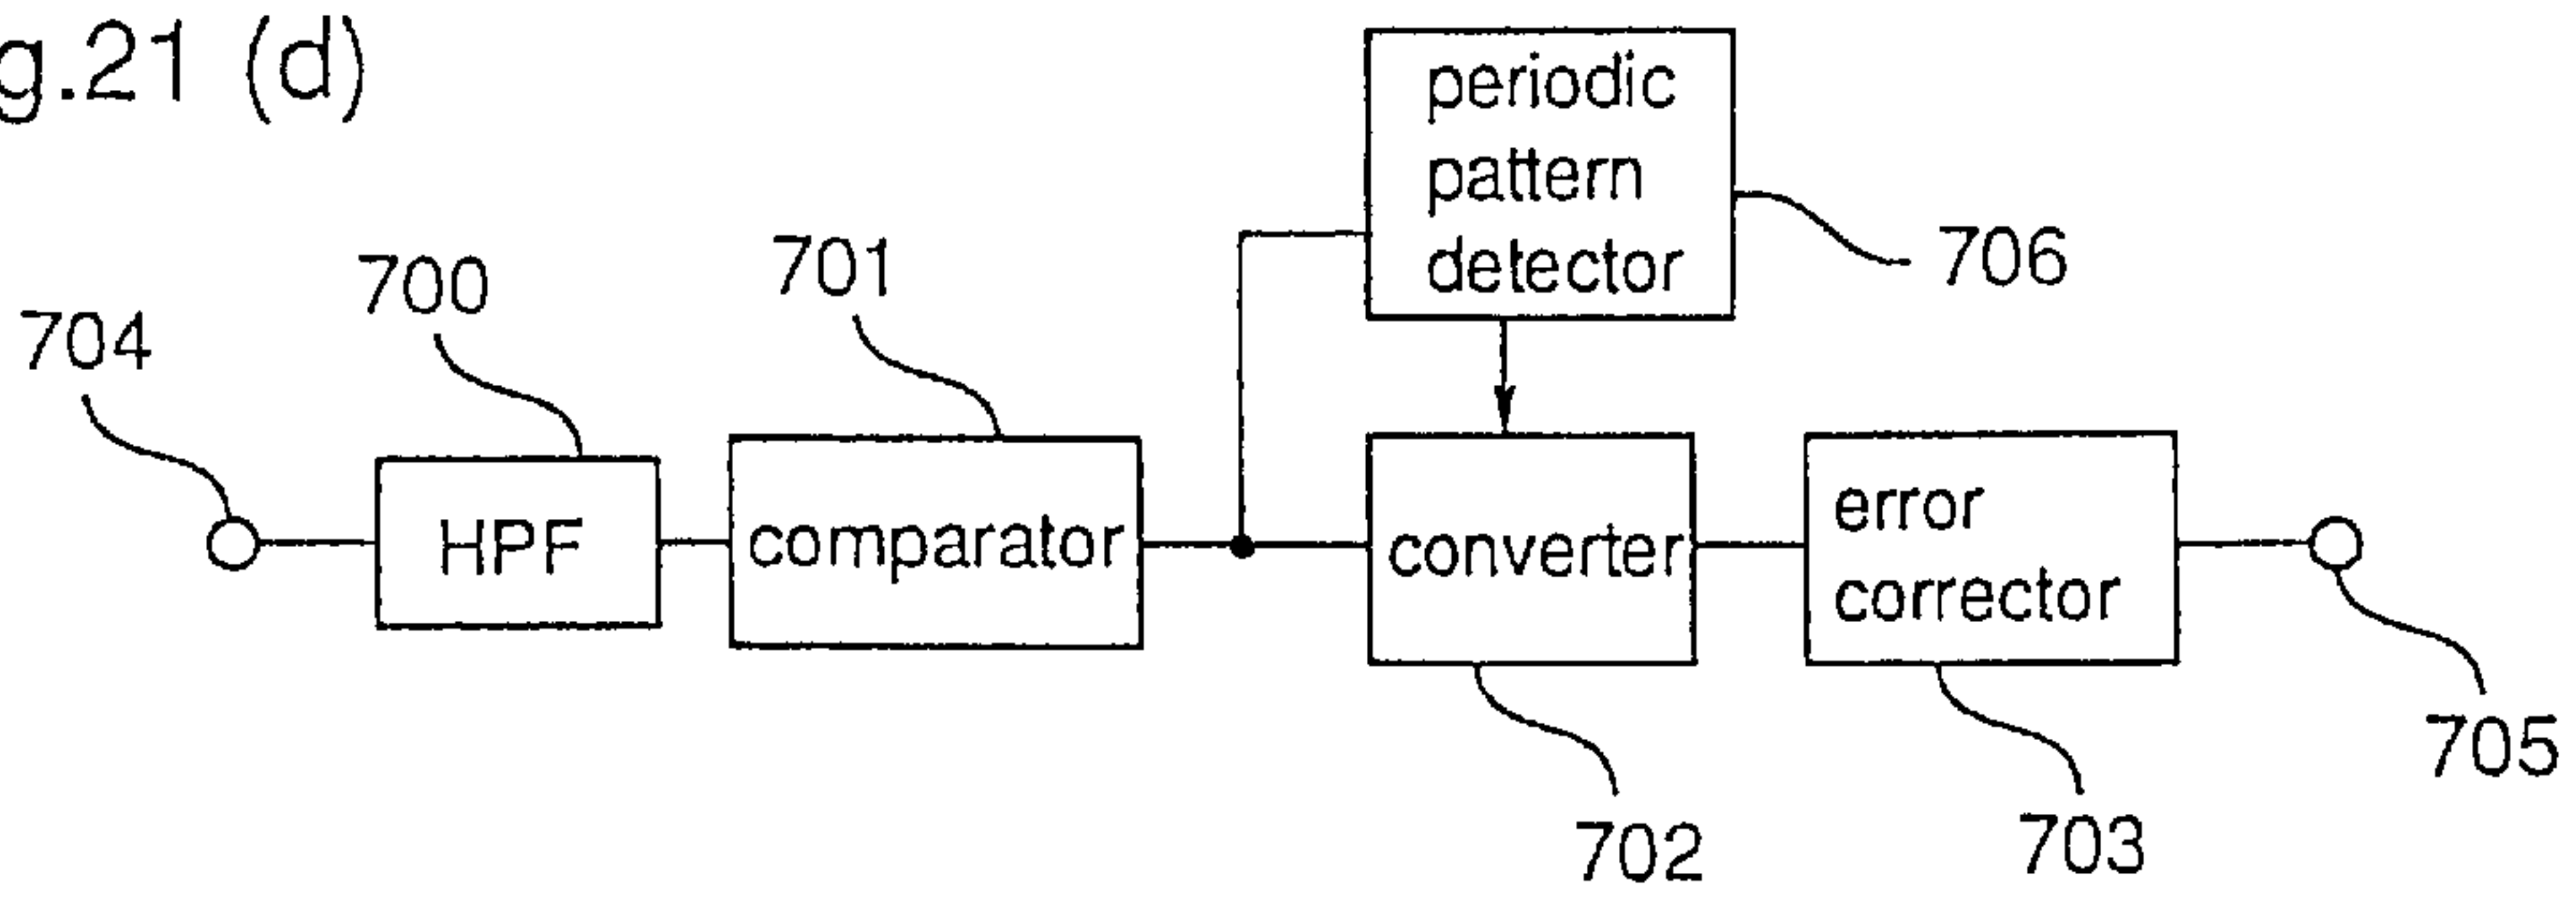 g.21 (d)
periodic
pattern
detector
706
701
700
704
HPF
comparator
converter
error
corrector
705
702
703